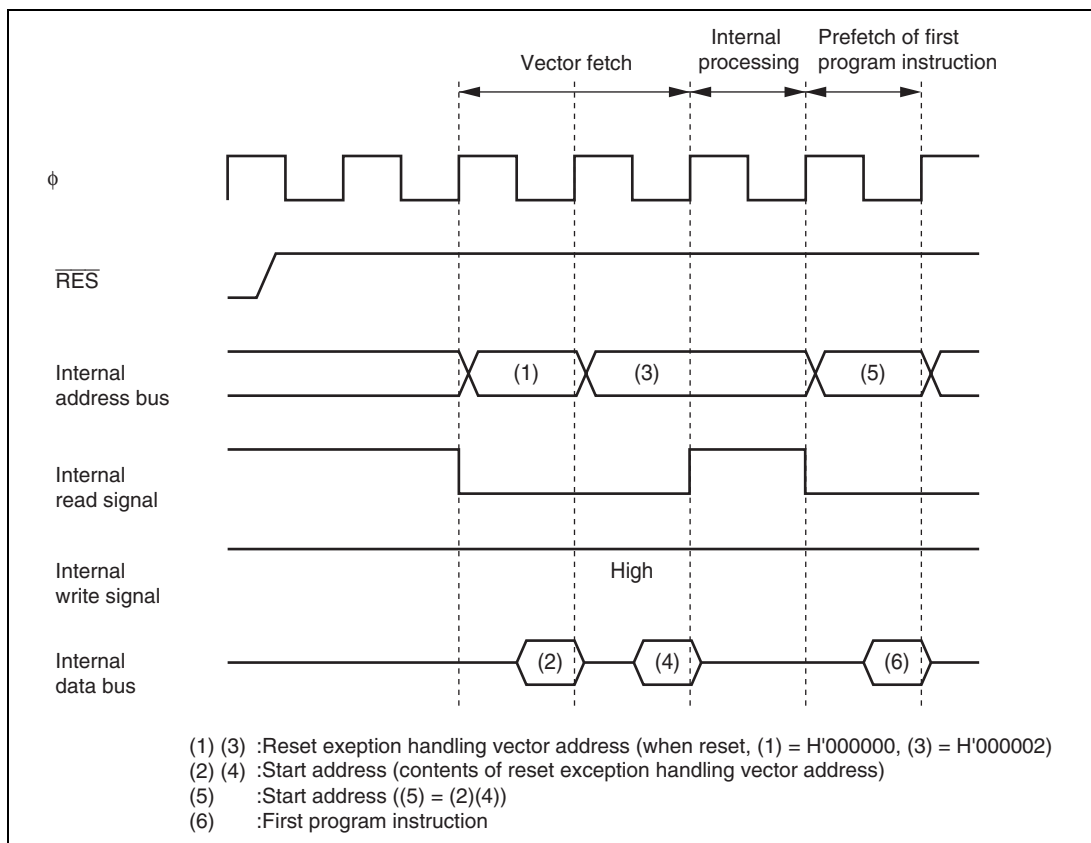 Vector fetch
Internal
processing
Prefetch of first
program instruction
ϕ
RES
Internal
address bus
(1)
(3)
(5)
Internal
read signal
Internal
write signal
High
Internal
data bus
(2)
(4)
(6)
(1) (3) :Reset exeption handling vector address (when reset, (1) = H'000000, (3) = H'000002)
(2) (4) :Start address (contents of reset exception handling vector address)
(5) :Start address ((5) = (2)(4))
(6) :First program instruction